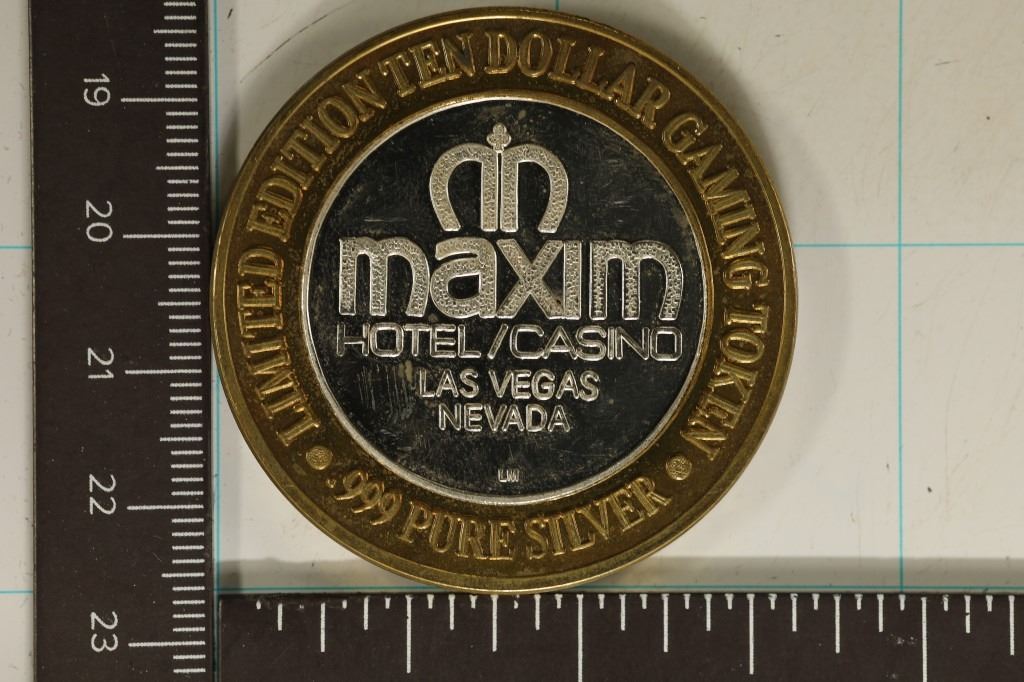 LIMITED EDITION TEN DOLLAR GAMING TOKEN
maxim
HOTEL/CASINO
LAS VEGAS
NEVADA
LM
.999 PURE SILVER
19
20
21
22
23